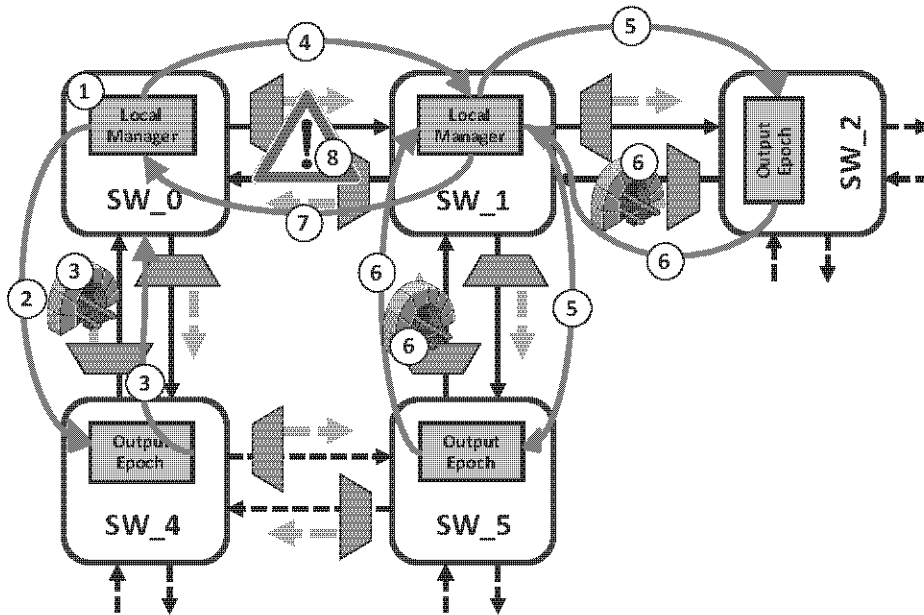 4
5
1
Local
Manager
Local
Manager
Output
Epoch
SW_2
!
8
6
SW_0
SW_1
7
6
6
3
2
5
6
3
Output
Epoch
Output
Epoch
SW_4
SW_5